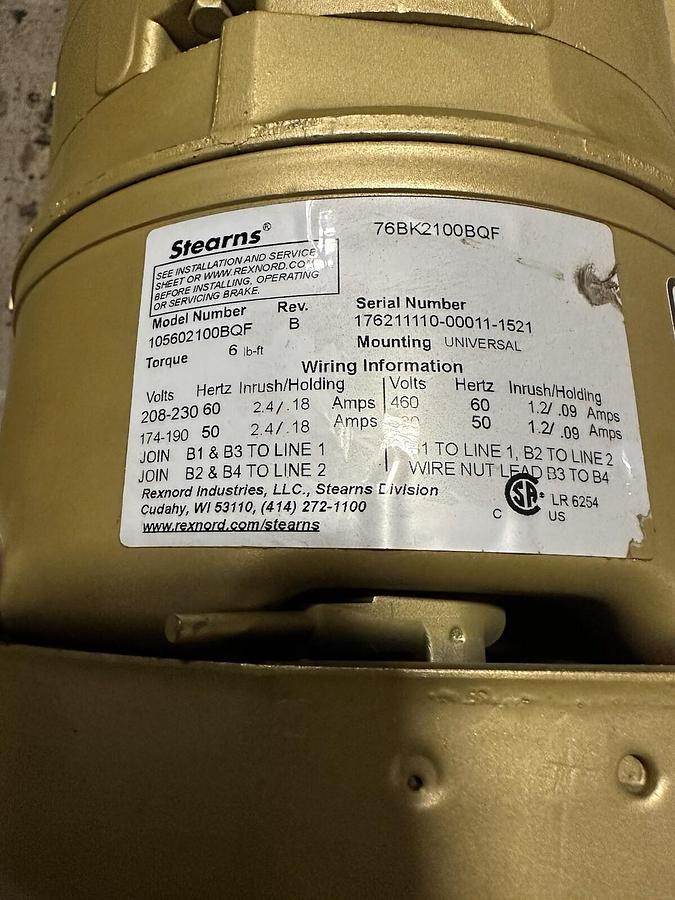 Stearns®
76BK2100BQF
SEE INSTALLATION AND SERVICE
SHEET OR WWW.REXNORD.CO
BEFORE INSTALLING, OPERATING
OR SERVICING BRAKE.
Model Number Rev. Serial Number
105602100BQF B 176211110-00011-1521
Torque 6 lb-ft Mounting UNIVERSAL
Wiring Information
Volts Hertz Inrush/Holding Volts Hertz Inrush/Holding
208-230 60 2.4/.18 Amps 460 60 1.2/.09 Amps
174-190 50 2.4/.18 Amps 50 1.2/.09 Amps
JOIN B1 & B3 TO LINE 1 1 TO LINE 1, B2 TO LINE 2
JOIN B2 & B4 TO LINE 2 WIRE NUT LEAD B3 TO B4
Rexnord Industries, LLC., Stearns Division
Cudahy, WI 53110, (414) 272-1100
www.rexnord.com/stearns
C SA US LR 6254